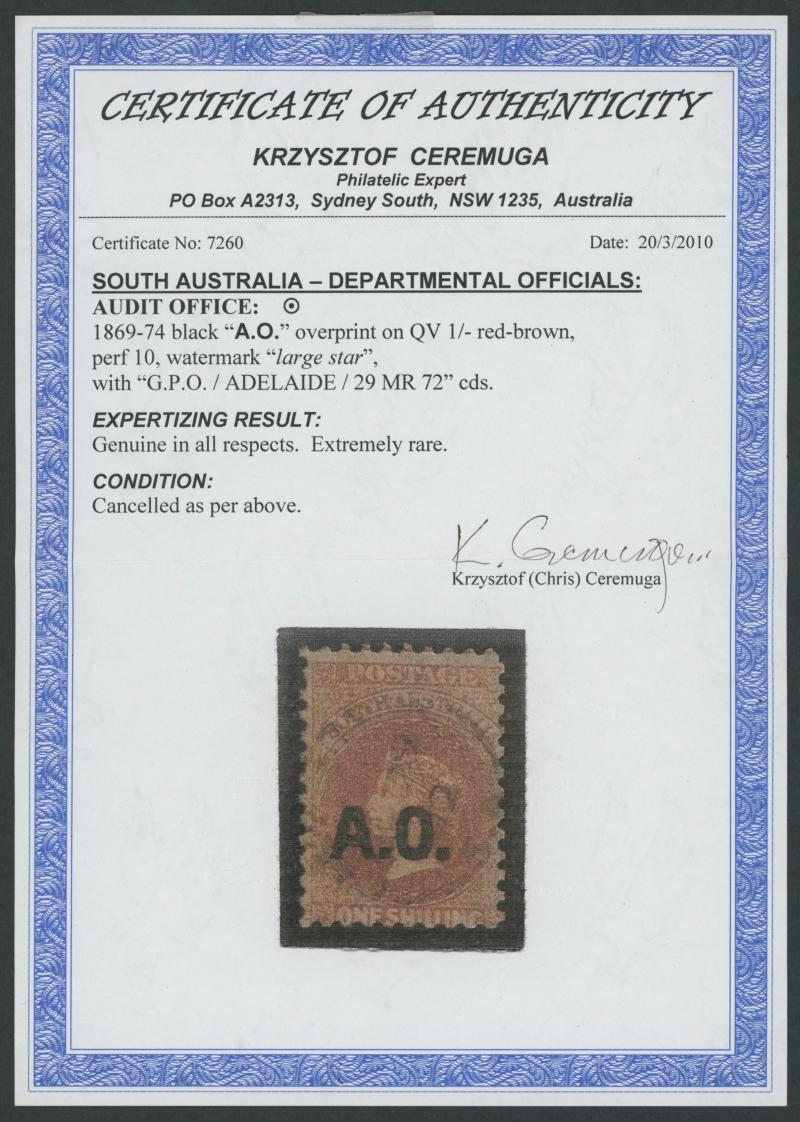 CERTIFICATE OF AUTHENTICITY
KRZYSZTOF CEREMUGA
Philatelic Expert
PO Box A2313, Sydney South, NSW 1235, Australia
Certificate No: 7260 Date: 20/3/2010
SOUTH AUSTRALIA – DEPARTMENTAL OFFICIALS:
AUDIT OFFICE: ⊙
1869-74 black “A.O.” overprint on QV 1/- red-brown,
perf 10, watermark “large star”,
with “G.P.O. / ADELAIDE / 29 MR 72” cds.
EXPERTIZING RESULT:
Genuine in all respects. Extremely rare.
CONDITION:
Cancelled as per above.
K. Ceremuga
Krzysztof (Chris) Ceremuga
POSTAGE
A.O.
ONE SHILLING